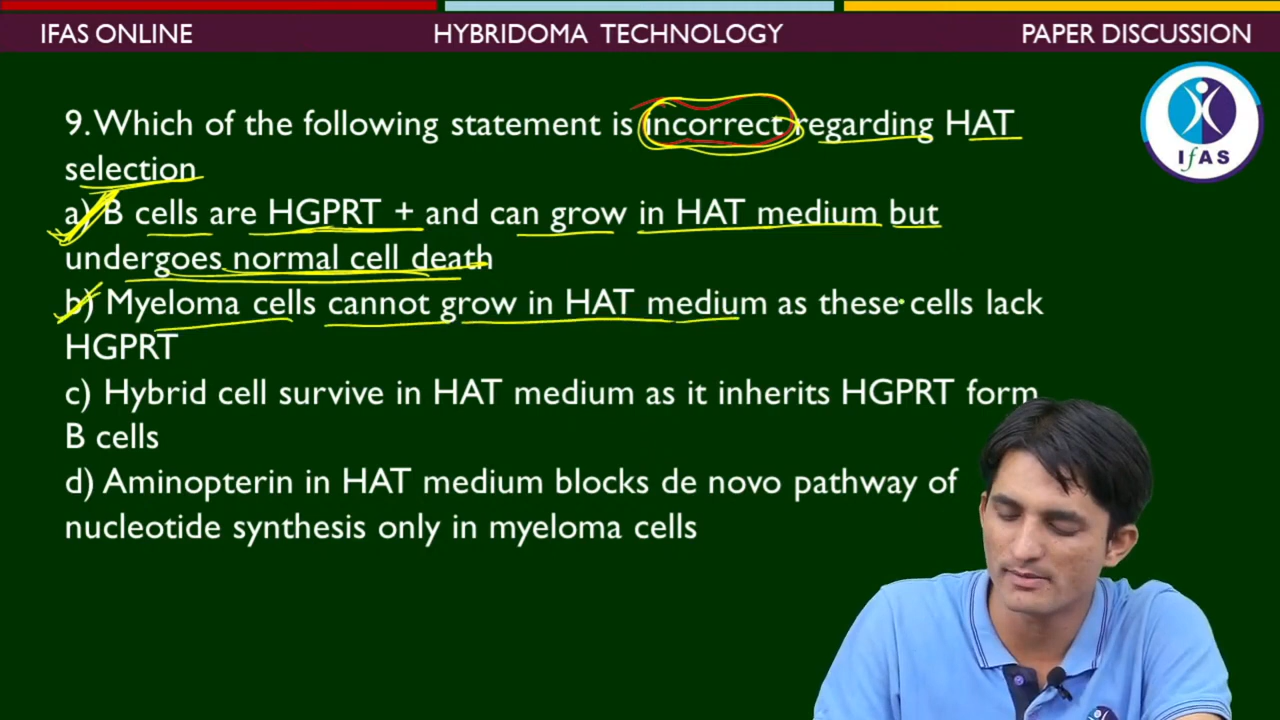 IFAS ONLINE
HYBRIDOMA TECHNOLOGY
PAPER DISCUSSION
IfAS
9. Which of the following statement is incorrect regarding HAT
selection
a) B cells are HGPRT + and can grow in HAT medium but
undergoes normal cell death
b) Myeloma cells cannot grow in HAT medium as these cells lack
HGPRT
c) Hybrid cell survive in HAT medium as it inherits HGPRT form
B cells
d) Aminopterin in HAT medium blocks de novo pathway of
nucleotide synthesis only in myeloma cells